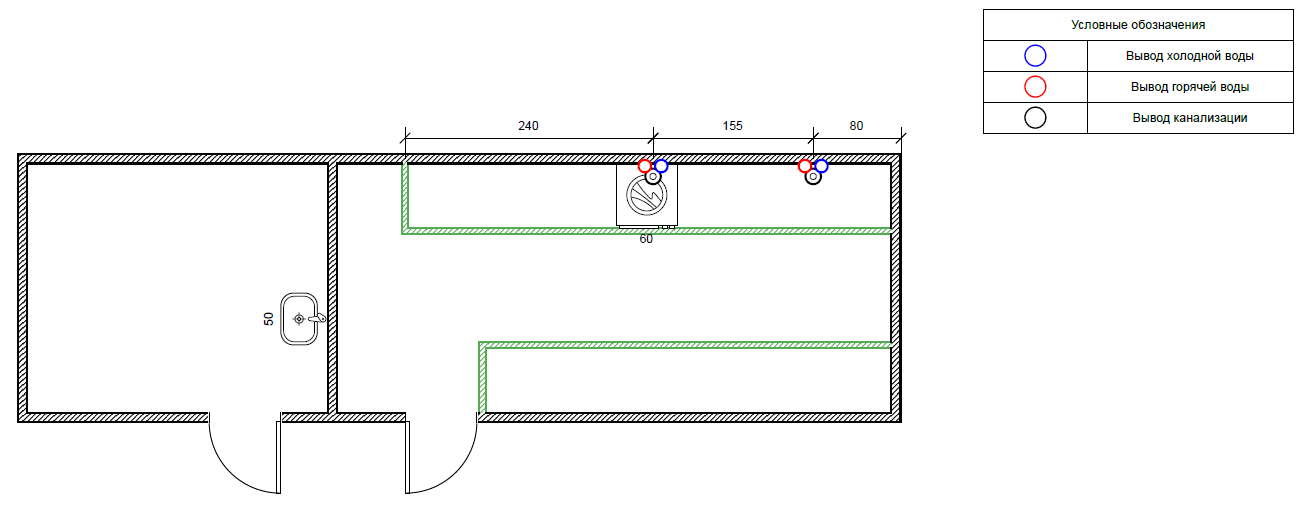 Условные обозначения
Вывод холодной воды
Вывод горячей воды
Вывод канализации
240
155
80
60
50